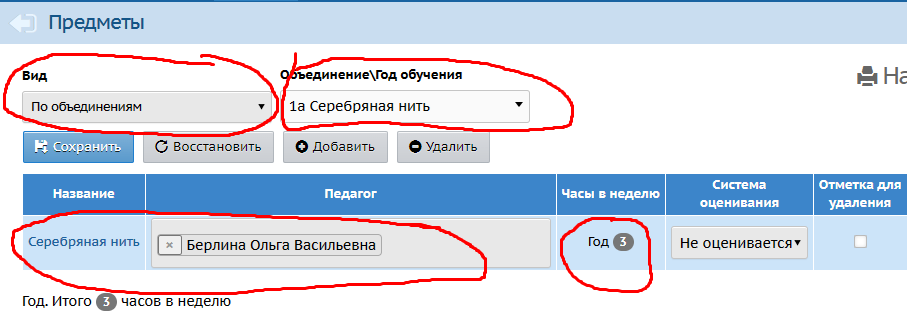 Предметы
Вид
Объединение\Год обучения
На
По объединениям
1а Серебряная нить
Сохранить Восстановить Добавить Удалить
Название Педагог Часы в неделю Система оценивания Отметка для удаления
Серебряная нить × Берлина Ольга Васильевна Год 3 Не оценивается
Год. Итого 3 часов в неделю